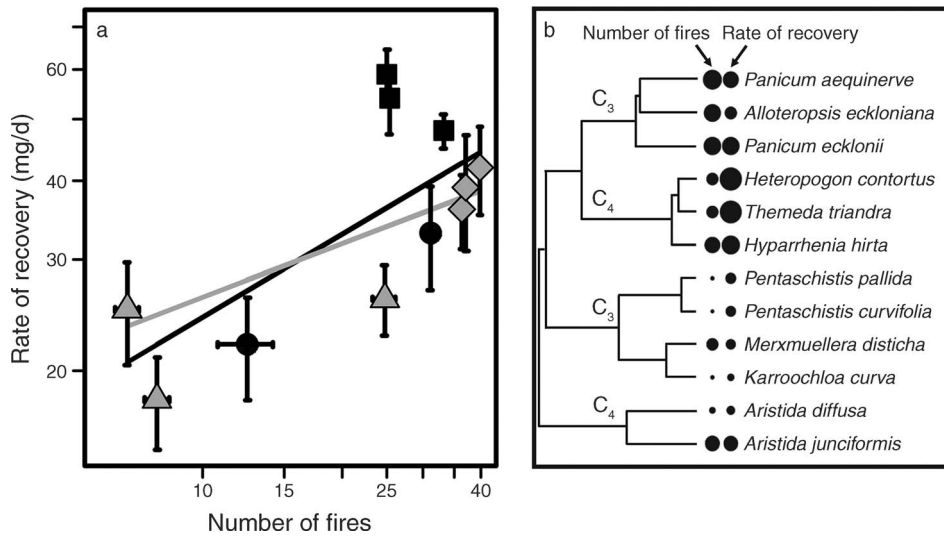 a
60
40
30
20
Rate of recovery (mg/d)
10 15 25 40
Number of fires
b
Number of fires Rate of recovery
C3
C4
C3
C4
Panicum aequinerve
Alloteropsis eckloniana
Panicum ecklonii
Heteropogon contortus
Themeda triandra
Hyparrhenia hirta
Pentaschistis pallida
Pentaschistis curvifolia
Merxmuellera disticha
Karroochloa curva
Aristida diffusa
Aristida junciformis